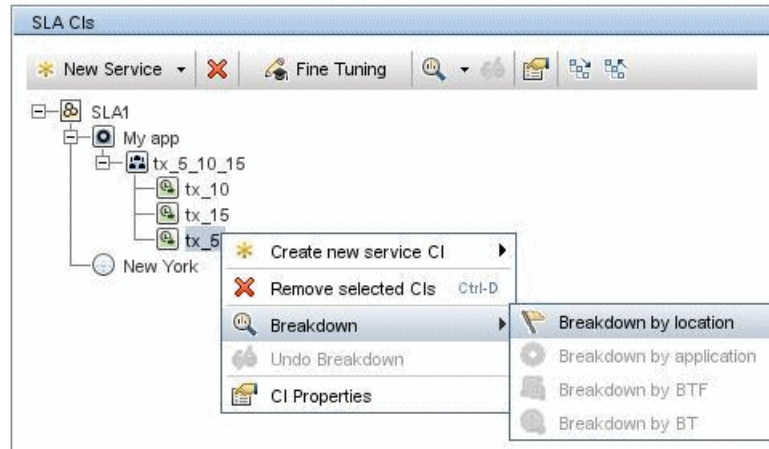 SLA CIs
New Service
Fine Tuning
SLA1
My app
tx_5_10_15
tx_10
tx_15
tx_5
New York
Create new service CI
Remove selected CIs Ctrl-D
Breakdown
Undo Breakdown
CI Properties
Breakdown by location
Breakdown by application
Breakdown by BTF
Breakdown by BT